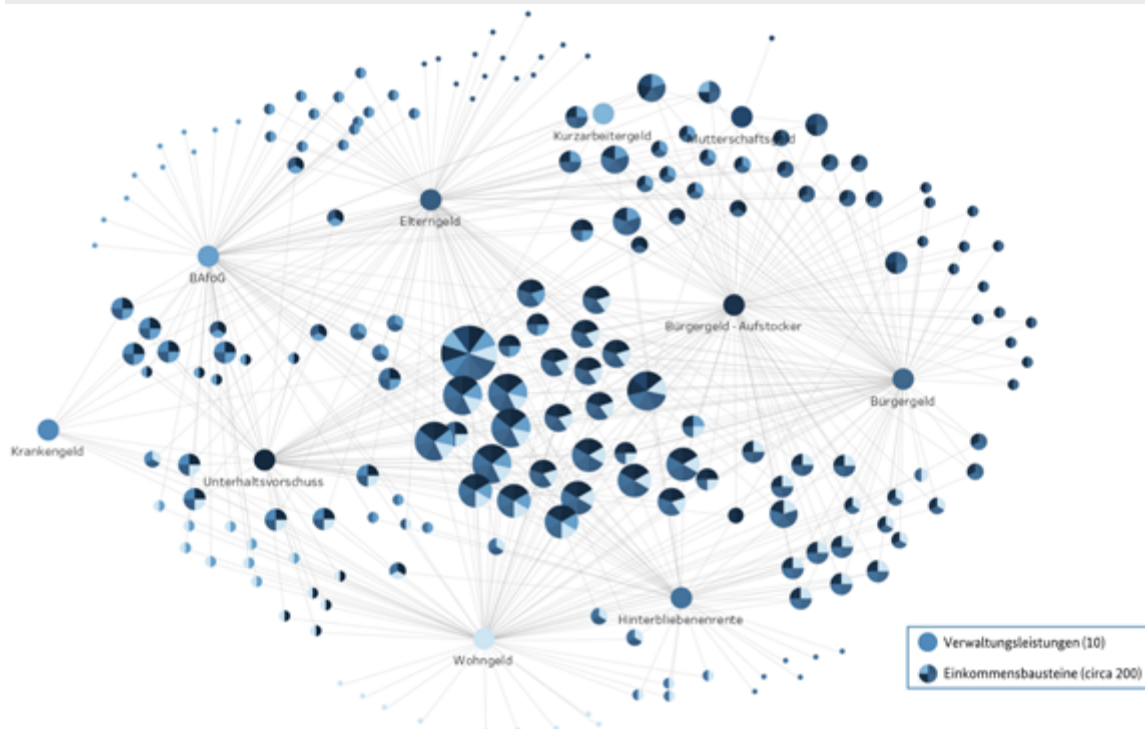 Kurzarbeitergeld
Mutterschaftsgeld
Elterngeld
BAföG
Bürgergeld - Aufstocker
Bürgergeld
Krankengeld
Unterhaltsvorschuss
Hinterbliebenenrente
Wohngeld
Verwaltungsleistungen (10)
Einkommensbausteine (circa 200)